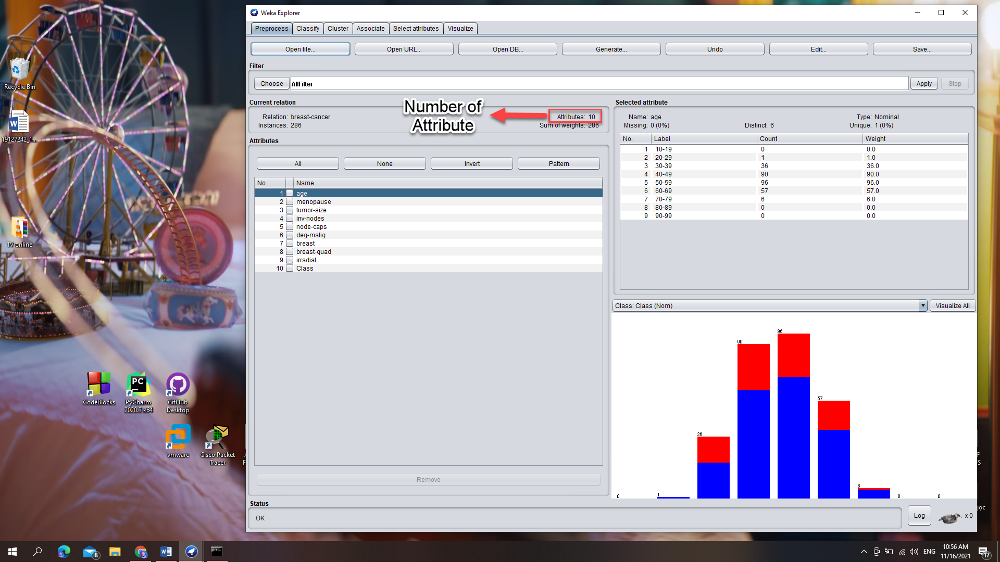 Weka Explorer
Preprocess Classify Cluster Associate Select attributes Visualize
Open file... Open URL... Open DB... Generate... Undo Edit... Save...
Filter
Choose AllFilter Apply Stop
Current relation
Relation: breast-cancer Attributes: 10
Instances: 286 Sum of weights: 286
Number of
Attribute
Selected attribute
Name: age Type: Nominal
Missing: 0 (0%) Distinct: 6 Unique: 1 (0%)
No. Label Count Weight
1 10-19 0 0.0
2 20-29 1 1.0
3 30-39 36 36.0
4 40-49 90 90.0
5 50-59 96 96.0
6 60-69 57 57.0
7 70-79 6 6.0
8 80-89 0 0.0
9 90-99 0 0.0
Attributes
All None Invert Pattern
No. Name
1 age
2 menopause
3 tumor-size
4 inv-nodes
5 node-caps
6 deg-malig
7 breast
8 breast-quad
9 irradiat
10 Class
Remove
Class: Class (Nom) Visualize All
0 1 36 90 96 57 6 0 0
Status
OK
Log x 0
Recycle Bin
19127242_1...
TV online
CodeBlocks
PyCharm
2020.3 x64
GitHub
Desktop
vmware
Cisco Packet
Tracer
8
ENG
10:56 AM
11/16/2021
17